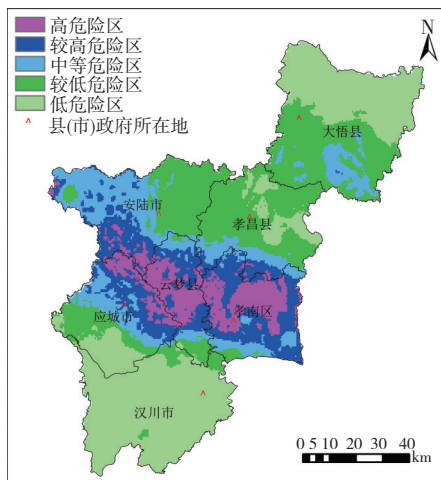 高危险区
较高危险区
中等危险区
较低危险区
低危险区
县(市)政府所在地
N
大悟县
安陆市
孝昌县
云梦县
孝南区
应城市
汉川市
0 5 10 20 30 40
km